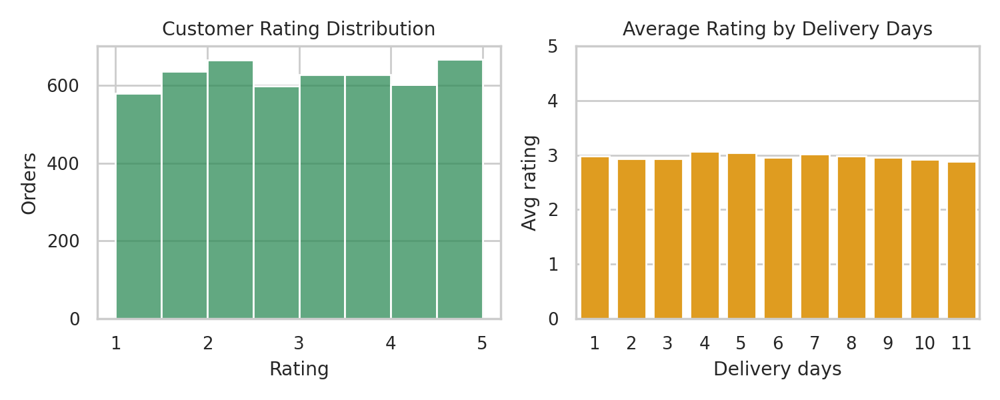 Customer Rating Distribution
Orders
600
400
200
0
1 2 3 4 5
Rating
Average Rating by Delivery Days
Avg rating
5
4
3
2
1
0
1 2 3 4 5 6 7 8 9 10 11
Delivery days